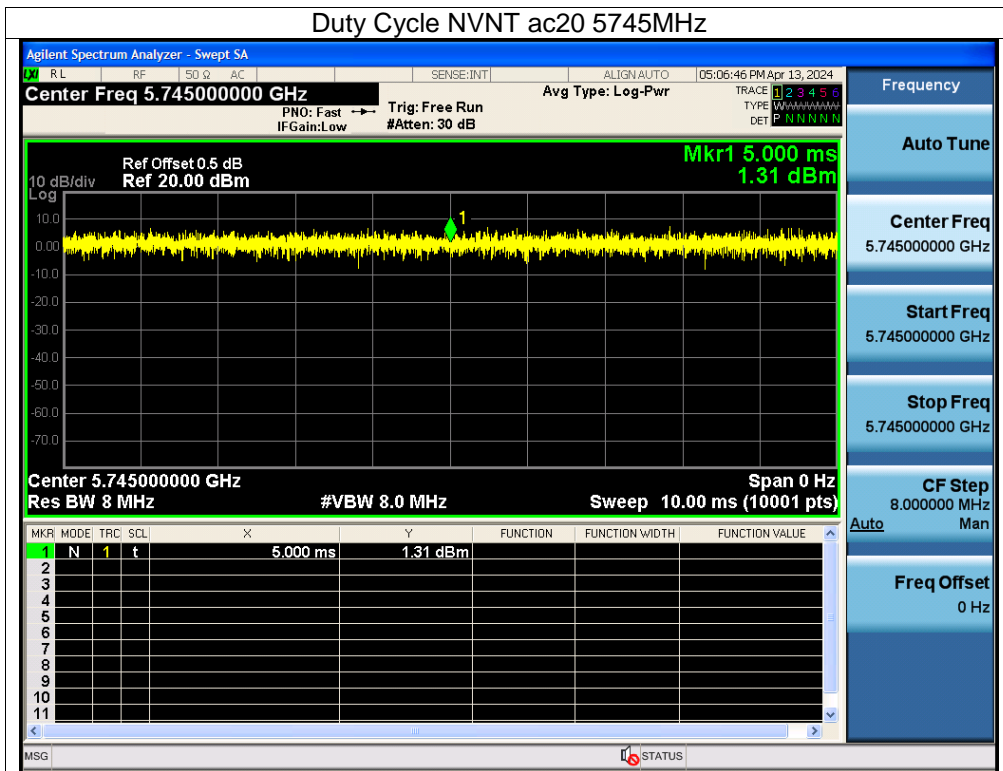 Duty Cycle NVNT ac20 5745MHz
Agilent Spectrum Analyzer - Swept SA
LXI RL RF 50 Ω AC SENSE:INT ALIGN AUTO 05:06:46 PM Apr 13, 2024
Center Freq 5.745000000 GHz
PNO: Fast
IFGain:Low
Trig: Free Run
#Atten: 30 dB
Avg Type: Log-Pwr
TRACE 1 2 3 4 5 6
TYPE WWWWWW
DET P N N N N N
Ref Offset 0.5 dB
10 dB/div Ref 20.00 dBm
Log
Mkr1 5.000 ms
1.31 dBm
1
10.0
0.00
-10.0
-20.0
-30.0
-40.0
-50.0
-60.0
-70.0
Center 5.745000000 GHz Span 0 Hz
Res BW 8 MHz #VBW 8.0 MHz Sweep 10.00 ms (10001 pts)
MKR MODE TRC SCL X Y FUNCTION FUNCTION WIDTH FUNCTION VALUE
1 N 1 t 5.000 ms 1.31 dBm
2
3
4
5
6
7
8
9
10
11
MSG STATUS
Frequency
Auto Tune
Center Freq
5.745000000 GHz
Start Freq
5.745000000 GHz
Stop Freq
5.745000000 GHz
CF Step
8.000000 MHz
Auto Man
Freq Offset
0 Hz